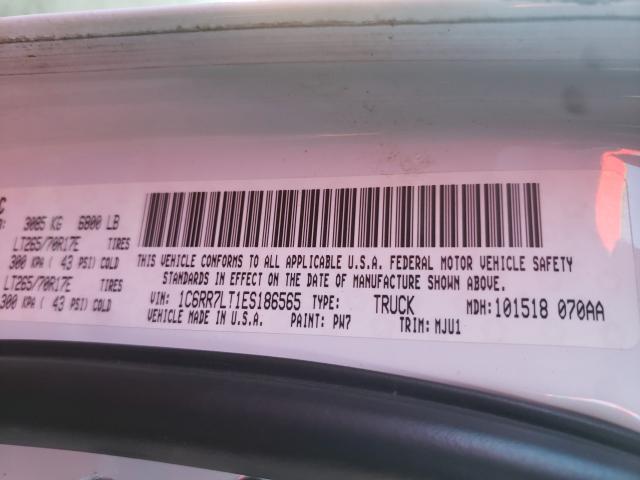 C
3085 KG 6800 LB
LT265/70R17E TIRES
300 KPA ( 43 PSI) COLD
LT265/70R17E TIRES
300 KPA ( 43 PSI) COLD
THIS VEHICLE CONFORMS TO ALL APPLICABLE U.S.A. FEDERAL MOTOR VEHICLE SAFETY
STANDARDS IN EFFECT ON THE DATE OF MANUFACTURE SHOWN ABOVE.
VIN: 1C6RR7LT1ES186565 TYPE: TRUCK MDH:101518 070AA
VEHICLE MADE IN U.S.A. PAINT: PW7 TRIM: MJU1